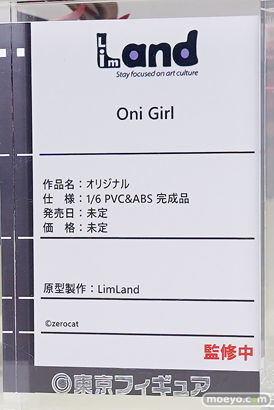 LimLand
Stay focused on art culture
Oni Girl
作品名：オリジナル
仕　様：1/6 PVC&ABS 完成品
発売日：未定
価　格：未定
原型製作：LimLand
©zerocat
監修中
東京フィギュア
moeyo.com